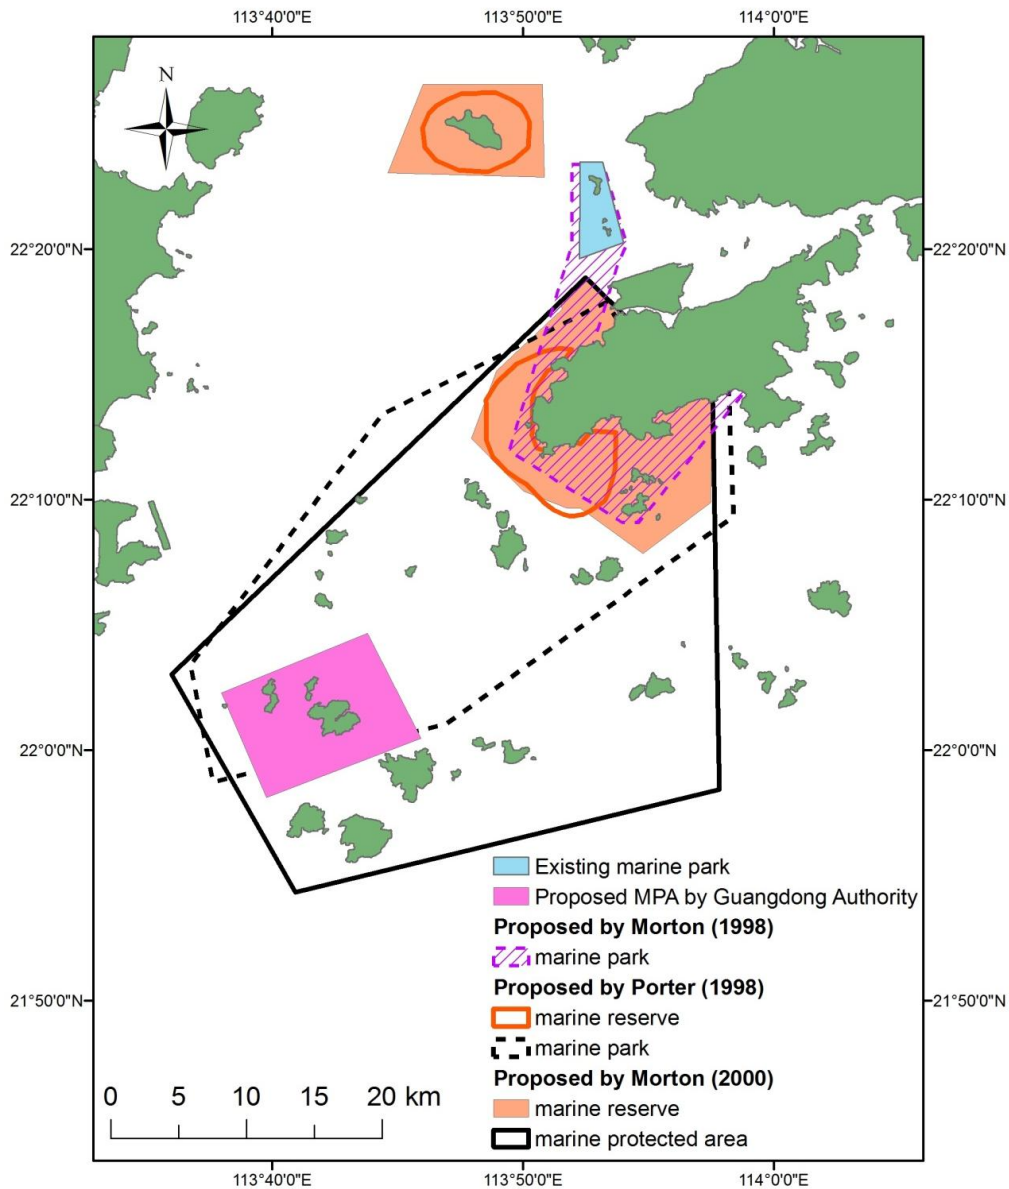 113°40'0"E 113°50'0"E 114°0'0"E
N
22°20'0"N 22°20'0"N
22°10'0"N 22°10'0"N
22°0'0"N 22°0'0"N
Existing marine park
Proposed MPA by Guangdong Authority
Proposed by Morton (1998)
marine park
Proposed by Porter (1998)
21°50'0"N 21°50'0"N
marine reserve
marine park
Proposed by Morton (2000)
0 5 10 15 20 km
marine reserve
marine protected area
113°40'0"E 113°50'0"E 114°0'0"E